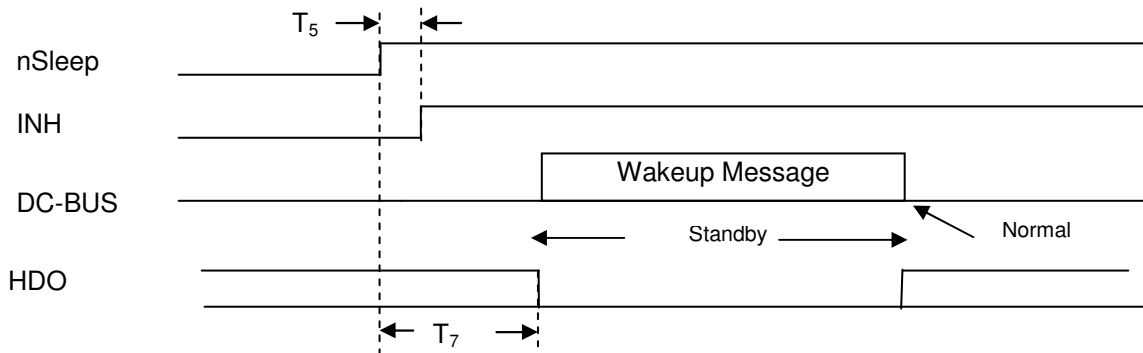 T5
nSleep
INH
Wakeup Message
DC-BUS
Standby
Normal
HDO
T7